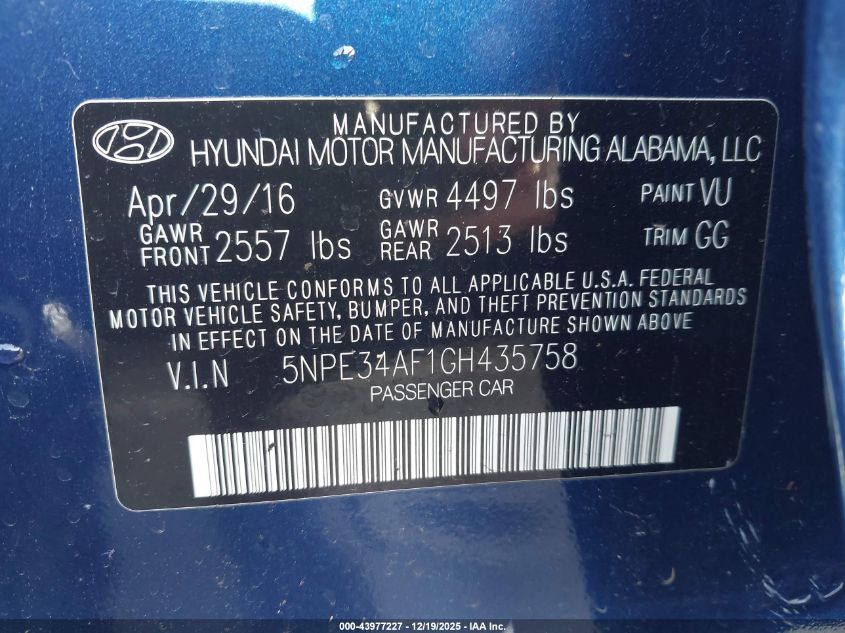 MANUFACTURED BY
HYUNDAI MOTOR MANUFACTURING ALABAMA, LLC
Apr/29/16 GVWR 4497 lbs PAINT VU
GAWR FRONT 2557 lbs GAWR REAR 2513 lbs TRIM GG
THIS VEHICLE CONFORMS TO ALL APPLICABLE U.S.A. FEDERAL
MOTOR VEHICLE SAFETY, BUMPER, AND THEFT PREVENTION STANDARDS
IN EFFECT ON THE DATE OF MANUFACTURE SHOWN ABOVE
V.I.N 5NPE34AF1GH435758
PASSENGER CAR
000-43977227 - 12/19/2025 - IAA Inc.